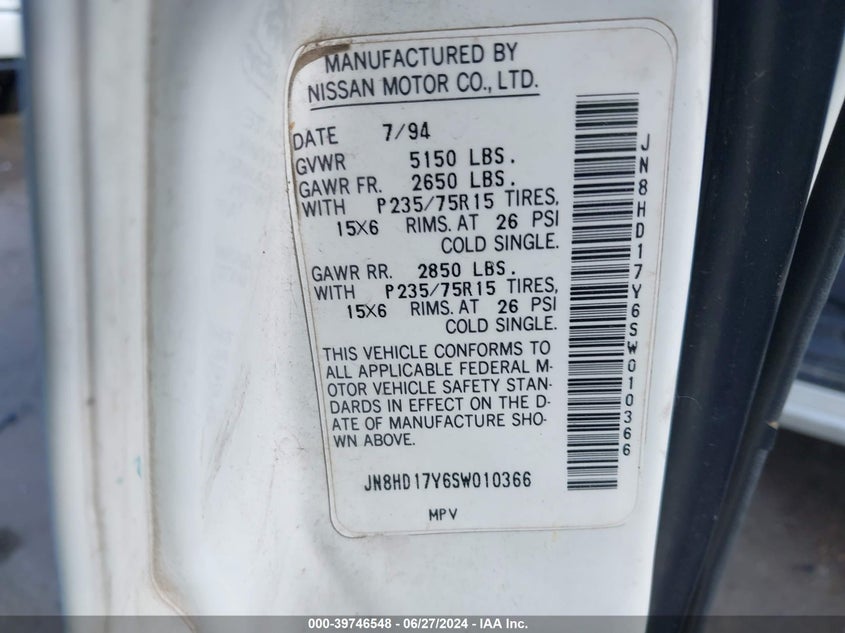 MANUFACTURED BY
NISSAN MOTOR CO., LTD.
DATE 7/94
GVWR 5150 LBS.
GAWR FR. 2650 LBS.
WITH P235/75R15 TIRES,
15X6 RIMS. AT 26 PSI
COLD SINGLE.
GAWR RR. 2850 LBS.
WITH P235/75R15 TIRES,
15X6 RIMS. AT 26 PSI
COLD SINGLE.
THIS VEHICLE CONFORMS TO
ALL APPLICABLE FEDERAL M-
OTOR VEHICLE SAFETY STAN-
DARDS IN EFFECT ON THE D-
ATE OF MANUFACTURE SHO-
WN ABOVE.
JN8HD17Y6SW010366
MPV
JN8HD17Y6SW010366
000-39746548 - 06/27/2024 - IAA Inc.